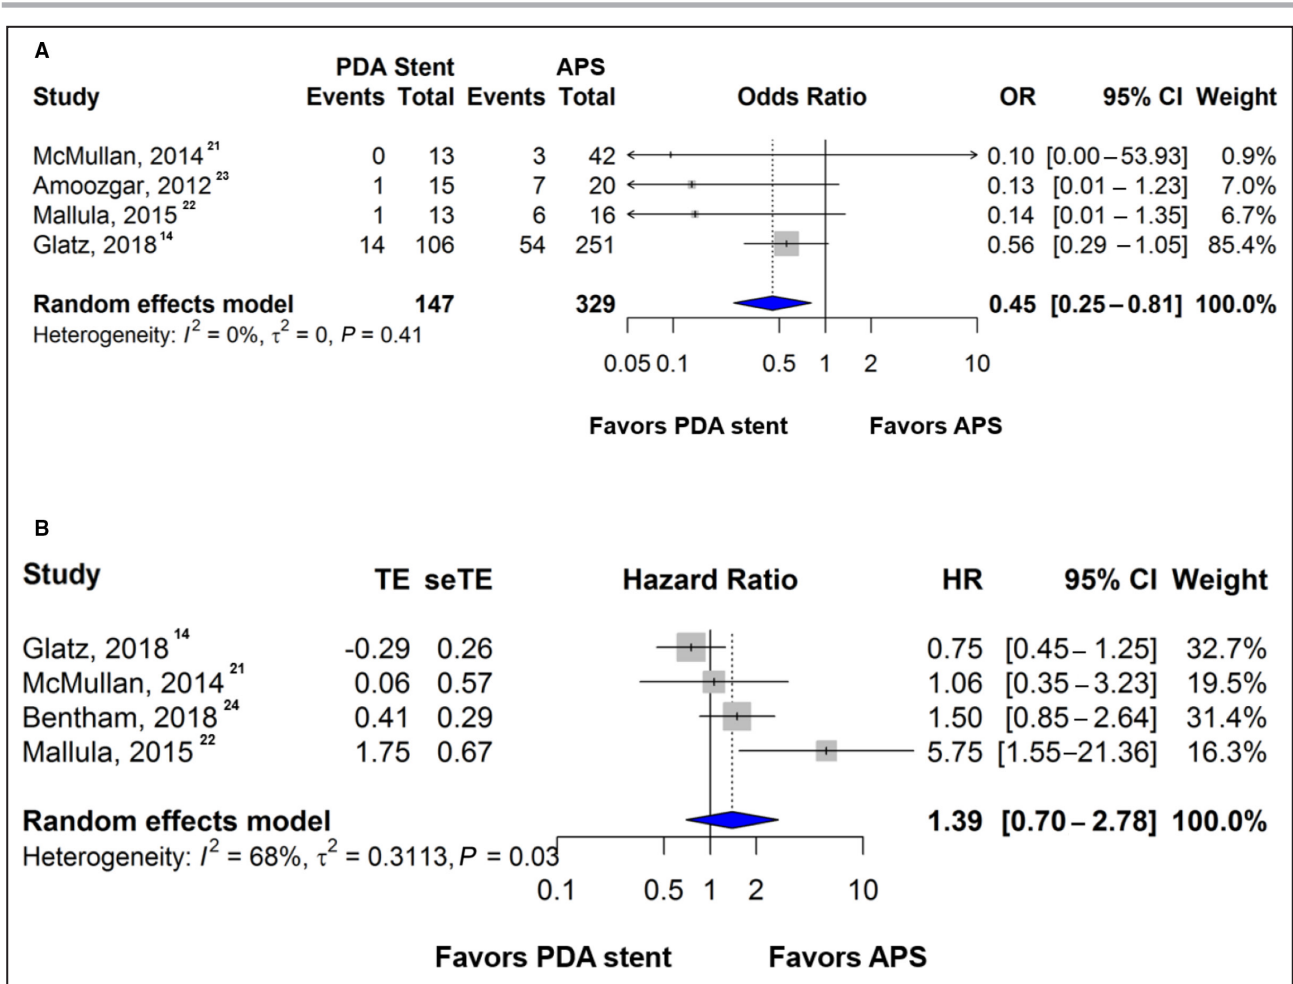 A
PDA Stent APS
Study Events Total Events Total Odds Ratio OR 95% CI Weight
McMullan, 2014 21 0 13 3 42 0.10 [0.00 – 53.93] 0.9%
Amoozgar, 2012 23 1 15 7 20 0.13 [0.01 – 1.23] 7.0%
Mallula, 2015 22 1 13 6 16 0.14 [0.01 – 1.35] 6.7%
Glatz, 2018 14 14 106 54 251 0.56 [0.29 – 1.05] 85.4%
Random effects model 147 329 0.45 [0.25 – 0.81] 100.0%
Heterogeneity: I² = 0%, τ² = 0, P = 0.41
0.05 0.1 0.5 1 2 10
Favors PDA stent Favors APS
B
Study TE seTE Hazard Ratio HR 95% CI Weight
Glatz, 2018 14 -0.29 0.26 0.75 [0.45 – 1.25] 32.7%
McMullan, 2014 21 0.06 0.57 1.06 [0.35 – 3.23] 19.5%
Bentham, 2018 24 0.41 0.29 1.50 [0.85 – 2.64] 31.4%
Mallula, 2015 22 1.75 0.67 5.75 [1.55–21.36] 16.3%
Random effects model 1.39 [0.70 – 2.78] 100.0%
Heterogeneity: I² = 68%, τ² = 0.3113, P = 0.03
0.1 0.5 1 2 10
Favors PDA stent Favors APS